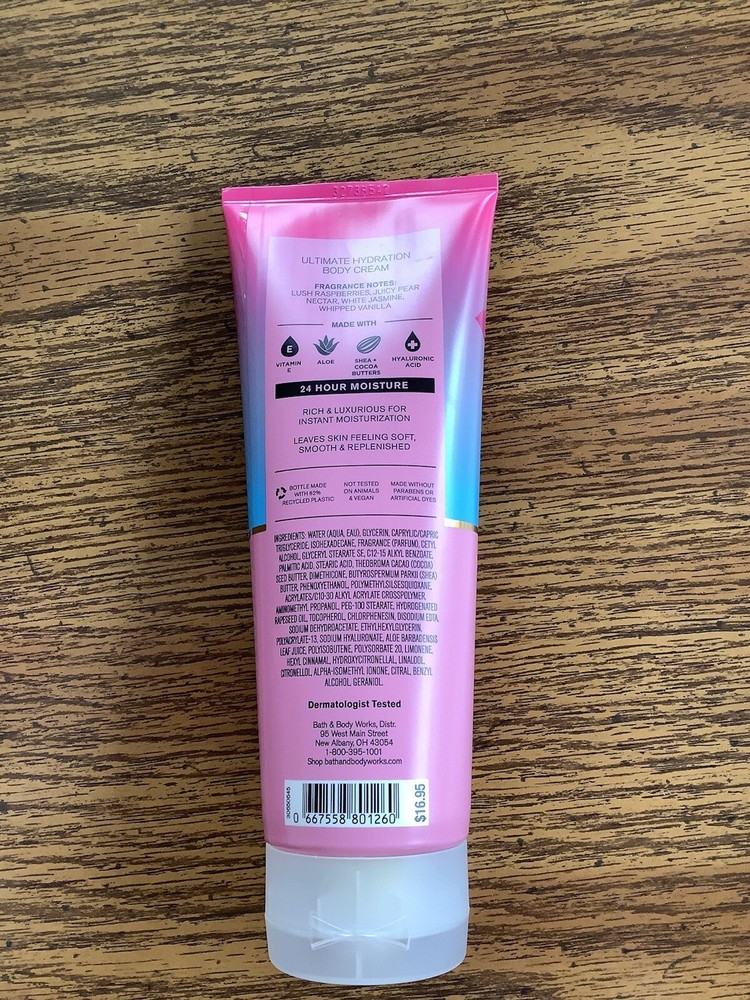 ULTIMATE HYDRATION
BODY CREAM
FRAGRANCE NOTES:
LUSH RASPBERRIES, JUICY PEAR
NECTAR, WHITE JASMINE,
WHIPPED VANILLA
MADE WITH
E
VITAMIN
E
ALOE
SHEA +
COCOA
BUTTERS
HYALURONIC
ACID
24 HOUR MOISTURE
RICH & LUXURIOUS FOR
INSTANT MOISTURIZATION
LEAVES SKIN FEELING SOFT,
SMOOTH & REPLENISHED
BOTTLE MADE
WITH 62%
RECYCLED PLASTIC
NOT TESTED
ON ANIMALS
& VEGAN
MADE WITHOUT
PARABENS OR
ARTIFICIAL DYES
INGREDIENTS: WATER (AQUA, EAU), GLYCERIN, CAPRYLIC/CAPRIC
TRIGLYCERIDE, ISOHEXADECANE, FRAGRANCE (PARFUM), CETYL
ALCOHOL, GLYCERYL STEARATE SE, C12-15 ALKYL BENZOATE,
PALMITIC ACID, STEARIC ACID, THEOBROMA CACAO (COCOA)
SEED BUTTER, DIMETHICONE, BUTYROSPERMUM PARKII (SHEA)
BUTTER, PHENOXYETHANOL, POLYMETHYLSILSESQUIOXANE,
ACRYLATES/C10-30 ALKYL ACRYLATE CROSSPOLYMER,
AMINOMETHYL PROPANOL, PEG-100 STEARATE, HYDROGENATED
RAPESEED OIL, TOCOPHEROL, CHLORPHENESIN, DISODIUM EDTA,
SODIUM DEHYDROACETATE, ETHYLHEXYLGLYCERIN,
POLYACRYLATE-13, SODIUM HYALURONATE, ALOE BARBADENSIS
LEAF JUICE, POLYISOBUTENE, POLYSORBATE 20, LIMONENE,
HEXYL CINNAMAL, HYDROXYCITRONELLAL, LINALOOL,
CITRONELLOL, ALPHA-ISOMETHYL IONONE, CITRAL, BENZYL
ALCOHOL, GERANIOL.
Dermatologist Tested
Bath & Body Works, Distr.
95 West Main Street
New Albany, OH 43054
1-800-395-1001
Shop bathandbodyworks.com
0 667558 801260
$16.95